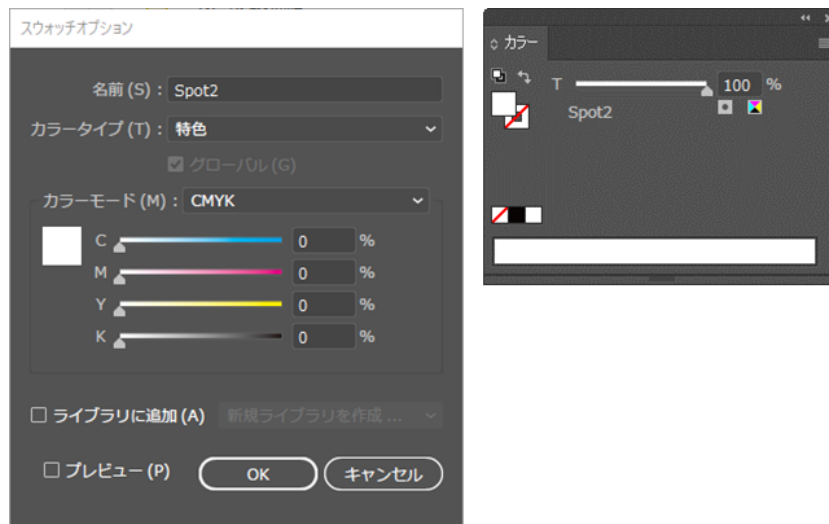 スウォッチオプション
名前 (S) : Spot2
カラータイプ (T) : 特色
グローバル (G)
カラーモード (M) : CMYK
C 0 %
M 0 %
Y 0 %
K 0 %
ライブラリに追加 (A) 新規ライブラリを作成 ...
プレビュー (P) OK キャンセル
カラー
T 100 %
Spot2